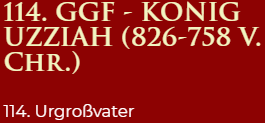 114. GGF - KONIG
UZZIAH (826-758 V.
CHR.)
114. Urgroßvater